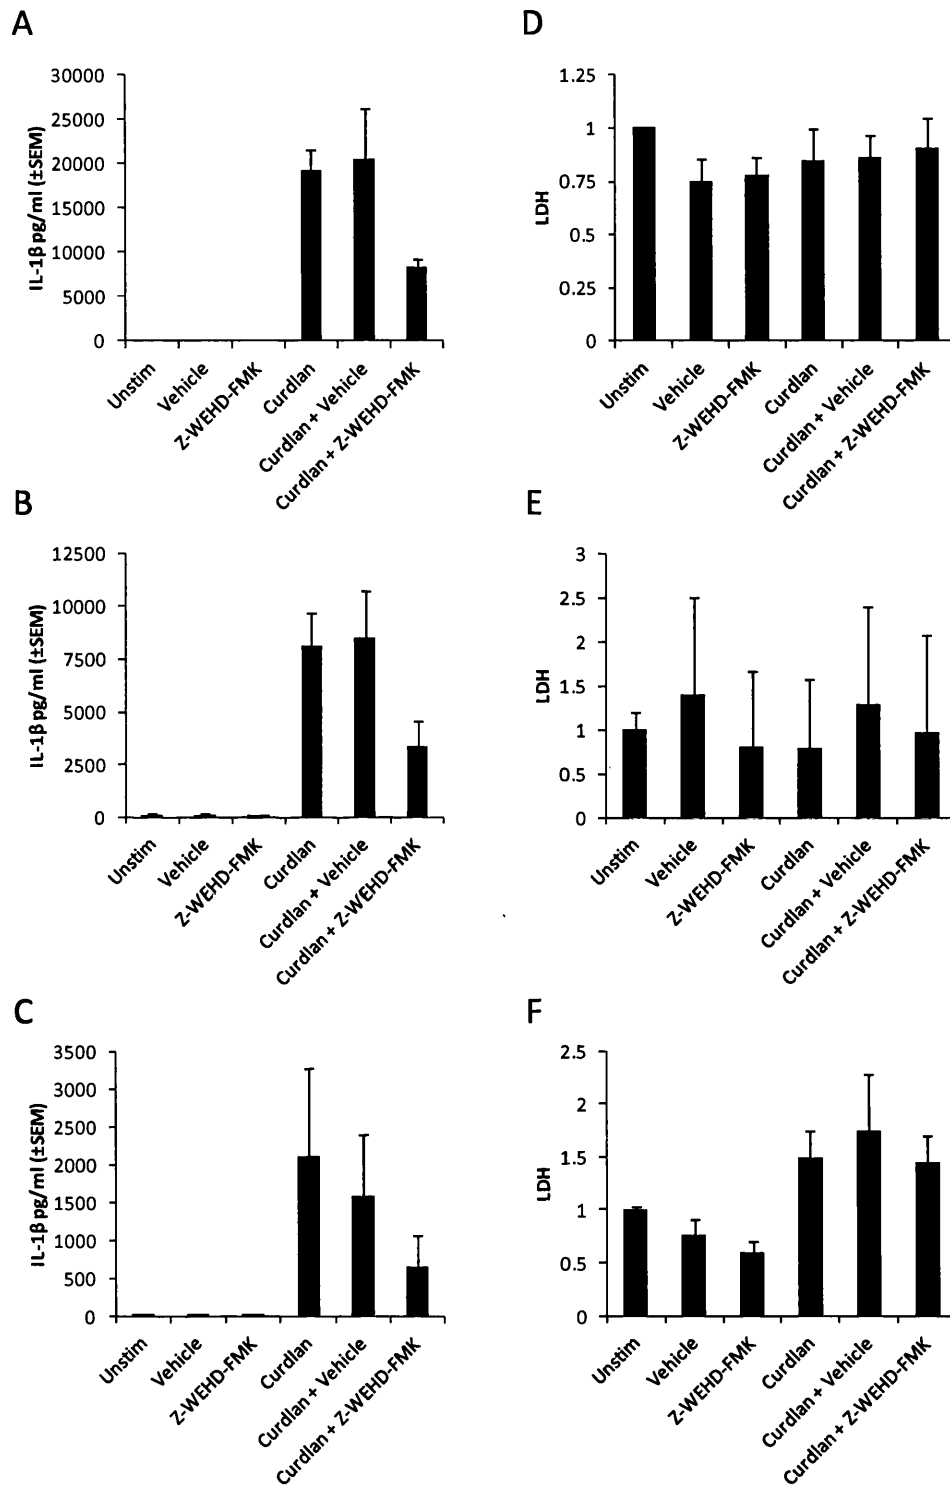 A
IL-1β pg/ml (±SEM)
30000
25000
20000
15000
10000
5000
0
Unstim
Vehicle
Z-WEHD-FMK
Curdlan
Curdlan + Vehicle
Curdlan + Z-WEHD-FMK
D
LDH
1.25
1
0.75
0.5
0.25
0
Unstim
Vehicle
Z-WEHD-FMK
Curdlan
Curdlan + Vehicle
Curdlan + Z-WEHD-FMK
B
IL-1β pg/ml (±SEM)
12500
10000
7500
5000
2500
0
Unstim
Vehicle
Z-WEHD-FMK
Curdlan
Curdlan + Vehicle
Curdlan + Z-WEHD-FMK
E
LDH
3
2.5
2
1.5
1
0.5
0
Unstim
Vehicle
Z-WEHD-FMK
Curdlan
Curdlan + Vehicle
Curdlan + Z-WEHD-FMK
C
IL-1β pg/ml (±SEM)
3500
3000
2500
2000
1500
1000
500
0
Unstim
Vehicle
Z-WEHD-FMK
Curdlan
Curdlan + Vehicle
Curdlan + Z-WEHD-FMK
F
LDH
2.5
2
1.5
1
0.5
0
Unstim
Vehicle
Z-WEHD-FMK
Curdlan
Curdlan + Vehicle
Curdlan + Z-WEHD-FMK